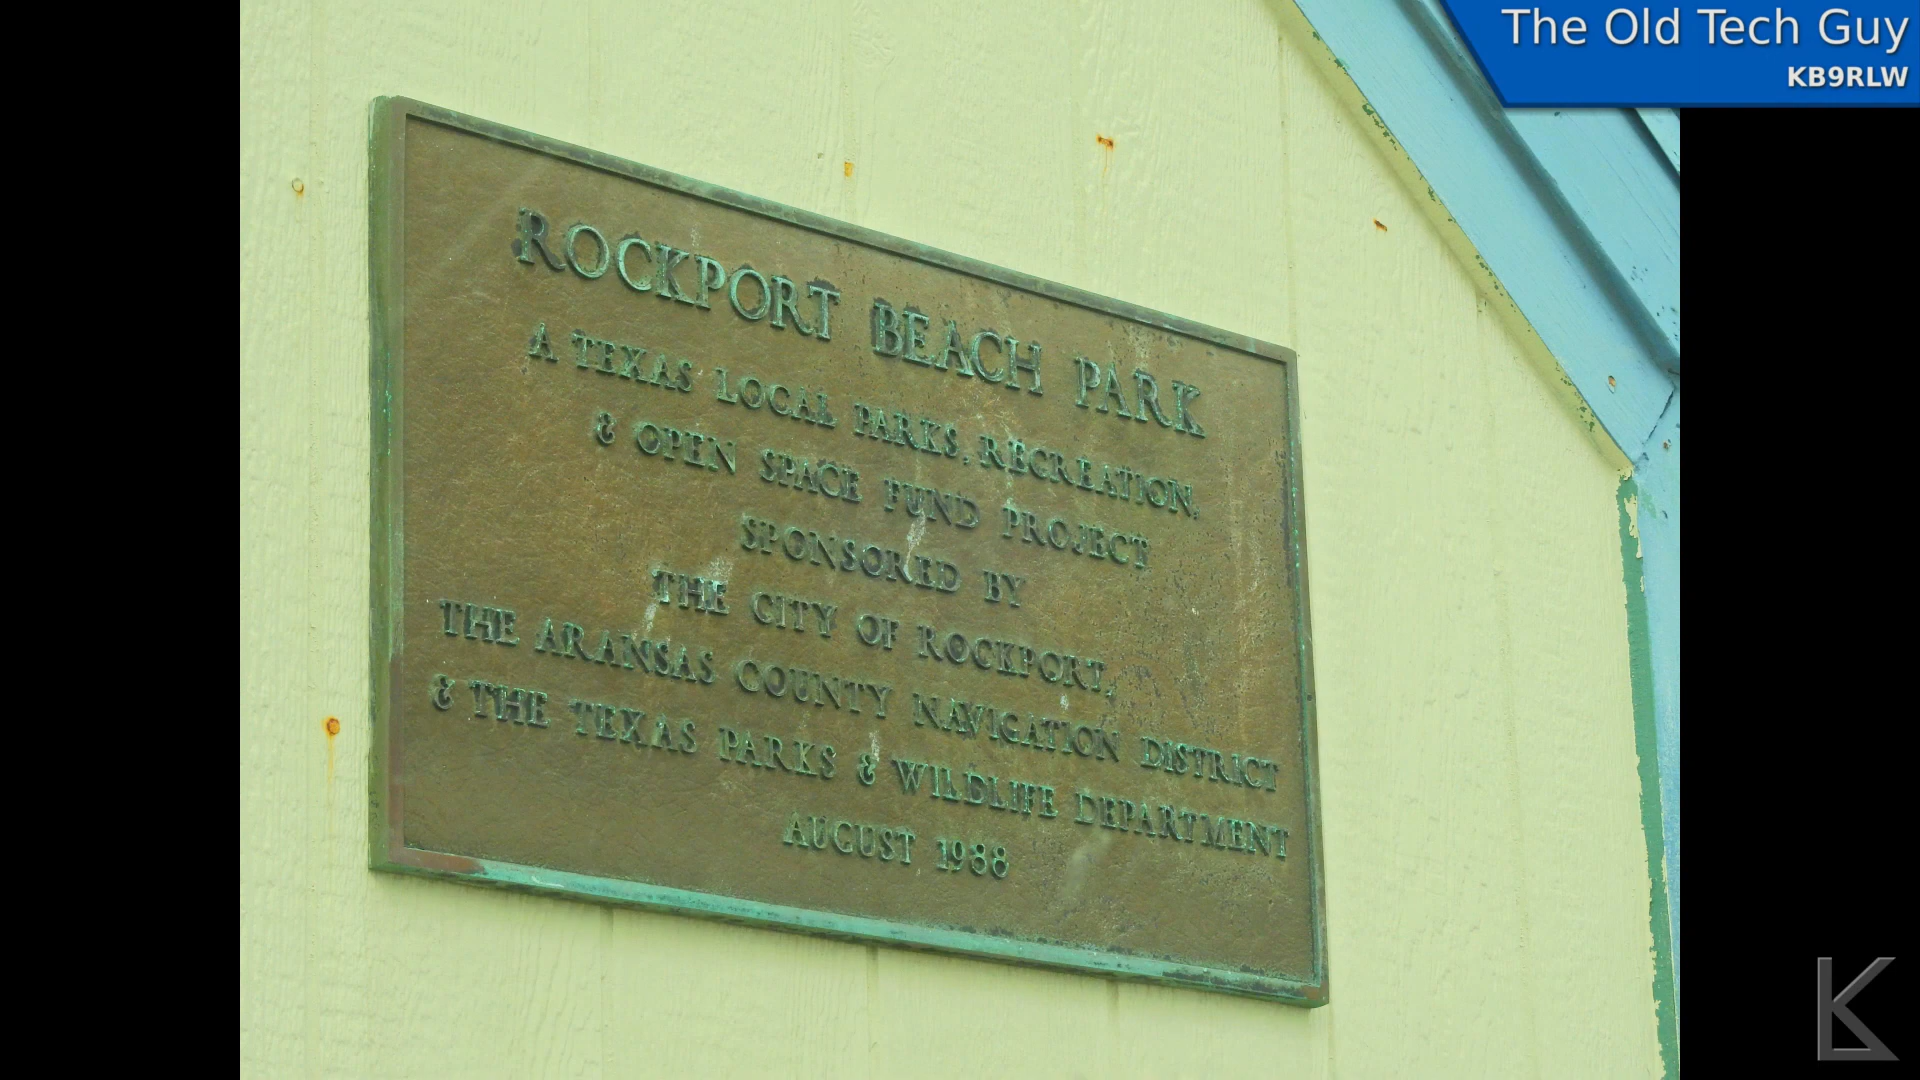 The Old Tech Guy
KB9RLW
ROCKPORT BEACH PARK
A TEXAS LOCAL PARKS, RECREATION,
& OPEN SPACE FUND PROJECT
SPONSORED BY
THE CITY OF ROCKPORT,
THE ARANSAS COUNTY NAVIGATION DISTRICT
& THE TEXAS PARKS & WILDLIFE DEPARTMENT
AUGUST 1988